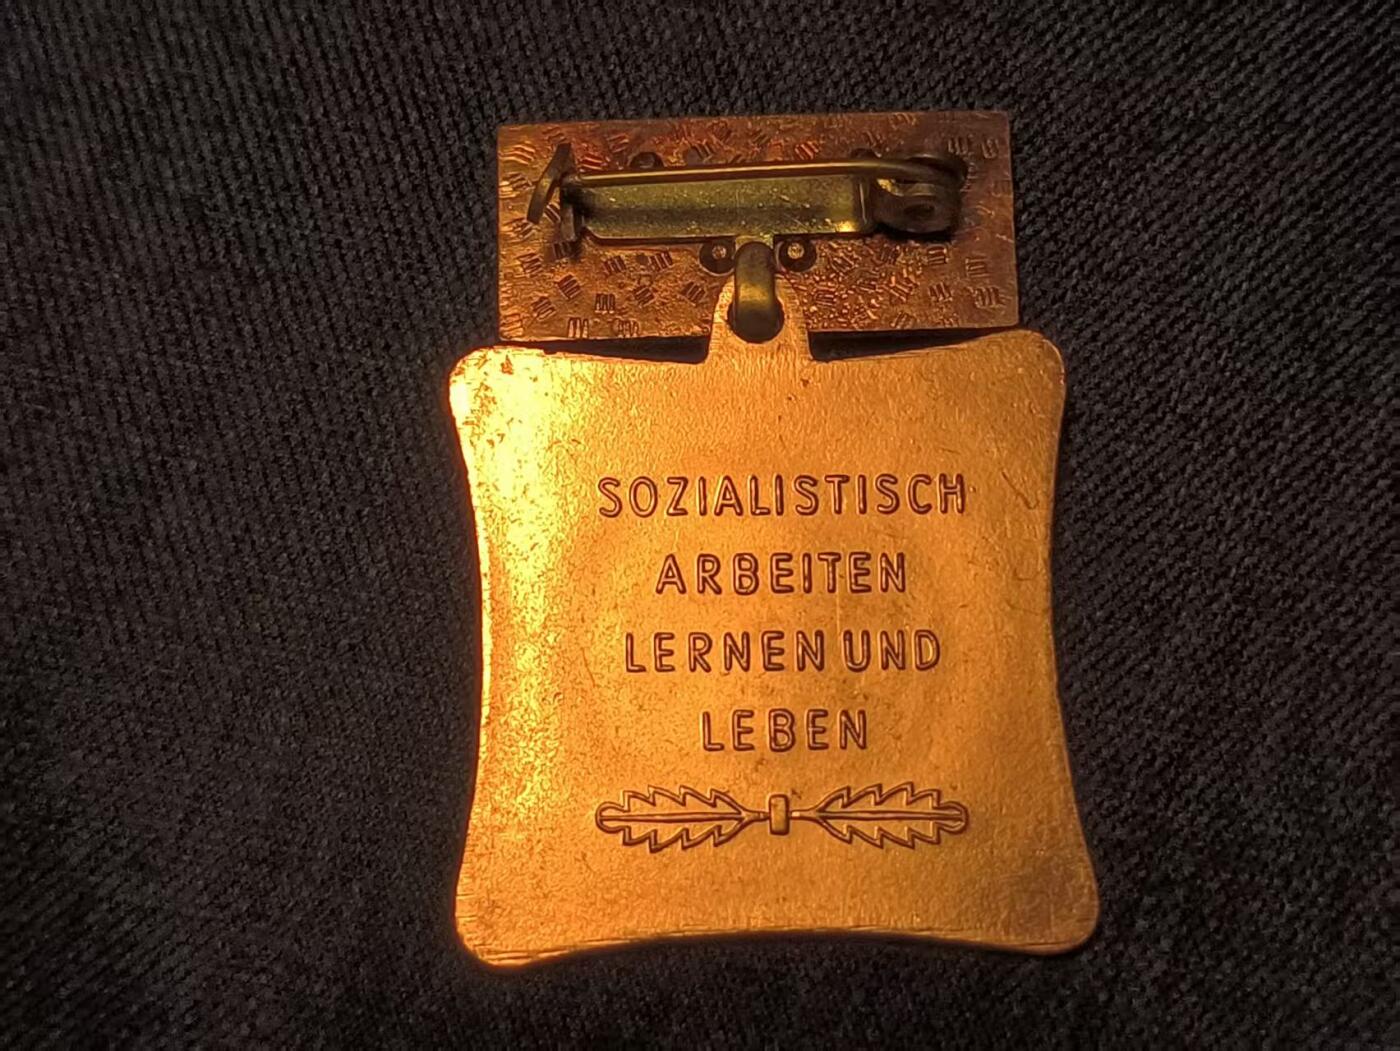 SOZIALISTISCH
ARBEITEN
LERNEN UND
LEBEN